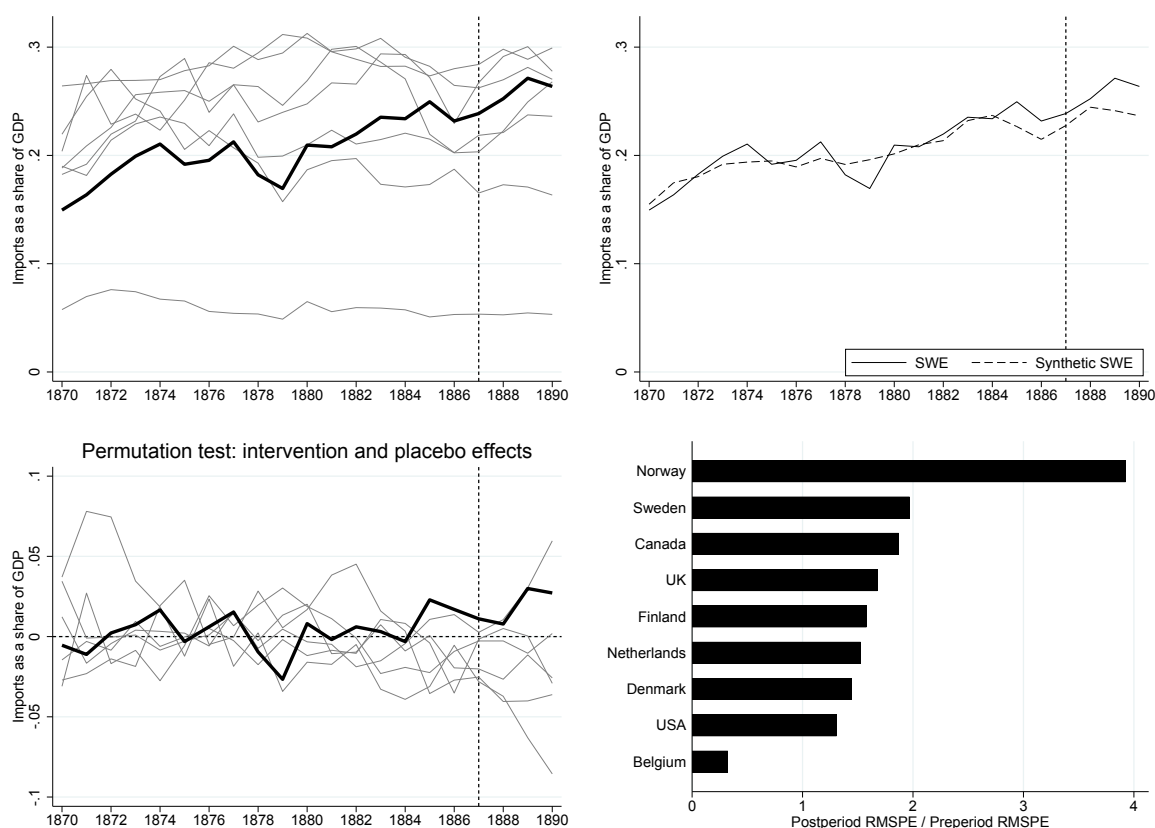 Imports as a share of GDP
.3
.2
.1
0
1870 1872 1874 1876 1878 1880 1882 1884 1886 1888 1890
Imports as a share of GDP
.3
.2
.1
0
SWE Synthetic SWE
1870 1872 1874 1876 1878 1880 1882 1884 1886 1888 1890
Permutation test: intervention and placebo effects
Imports as a share of GDP
.1
.05
0
-.05
-.1
1870 1872 1874 1876 1878 1880 1882 1884 1886 1888 1890
Norway
Sweden
Canada
UK
Finland
Netherlands
Denmark
USA
Belgium
0 1 2 3 4
Postperiod RMSPE / Preperiod RMSPE